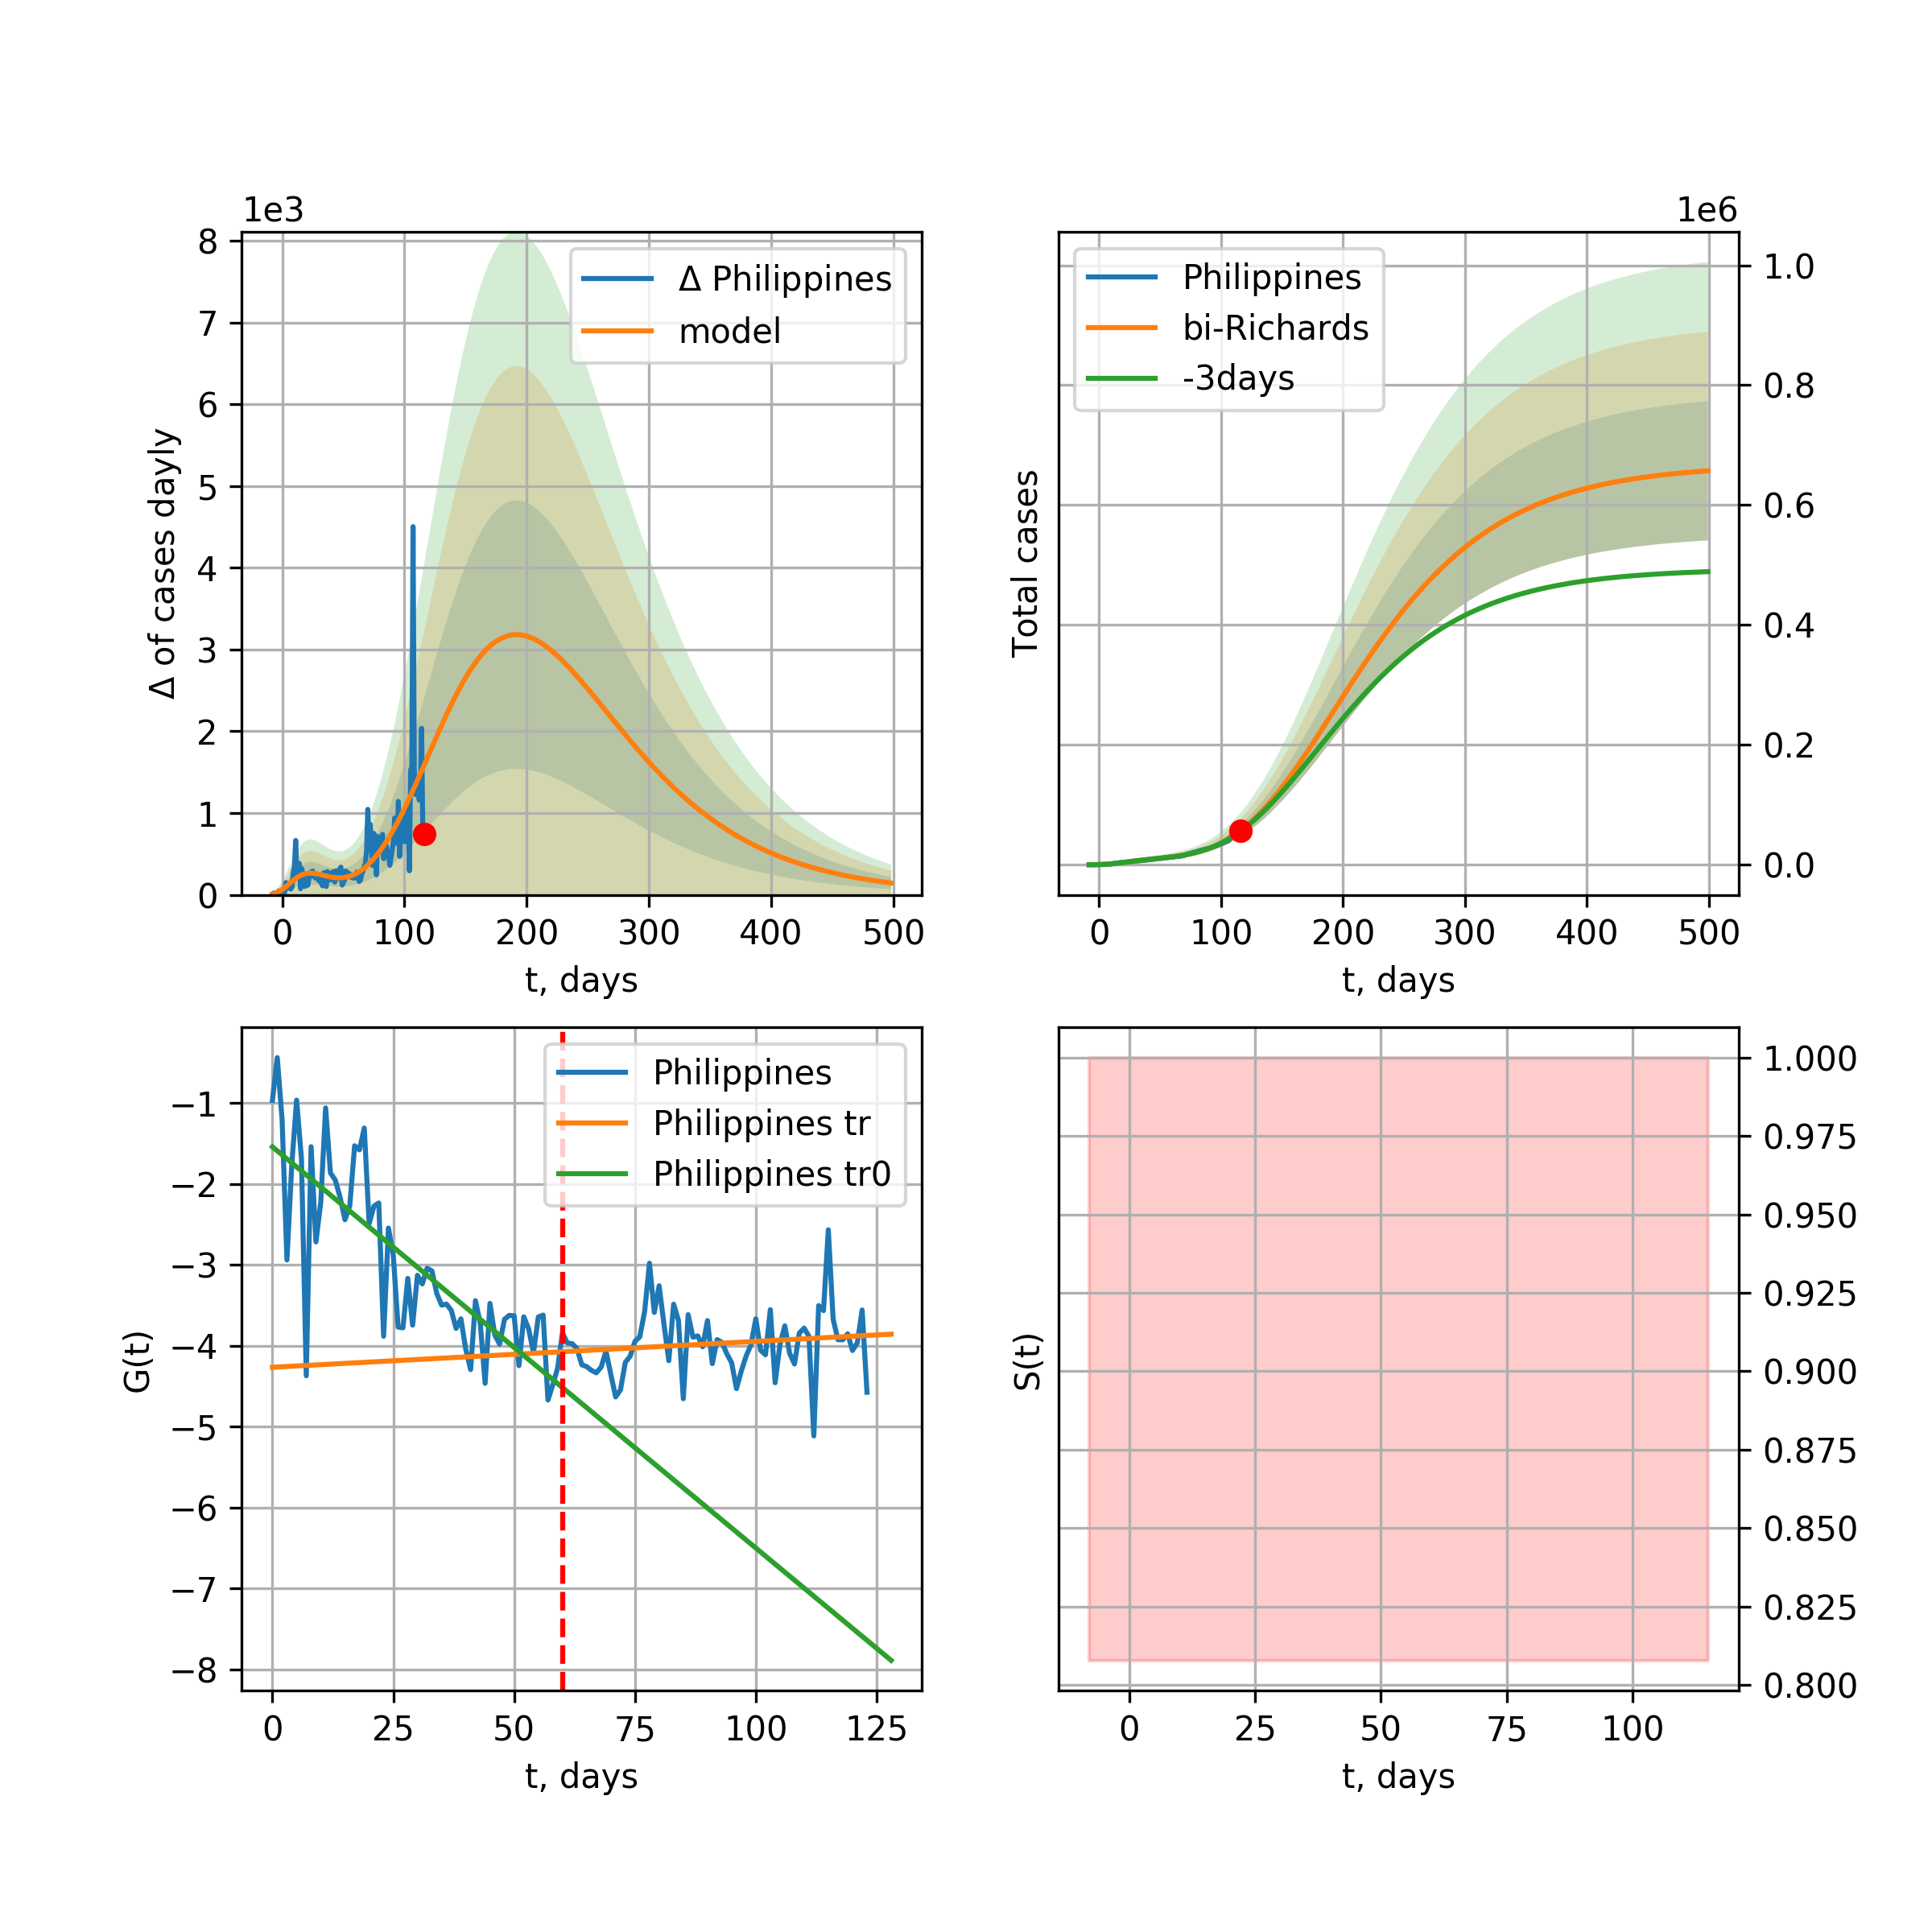 1e3
8
7
6
5
4
3
2
1
0
Δ of cases dayly
Δ Philippines
model
0 100 200 300 400 500
t, days
1e6
Philippines
bi-Richards
-3days
Total cases
1.0
0.8
0.6
0.4
0.2
0.0
0 100 200 300 400 500
t, days
Philippines
Philippines tr
Philippines tr0
G(t)
−1
−2
−3
−4
−5
−6
−7
−8
0 25 50 75 100 125
t, days
S(t)
1.000
0.975
0.950
0.925
0.900
0.875
0.850
0.825
0.800
0 25 50 75 100
t, days